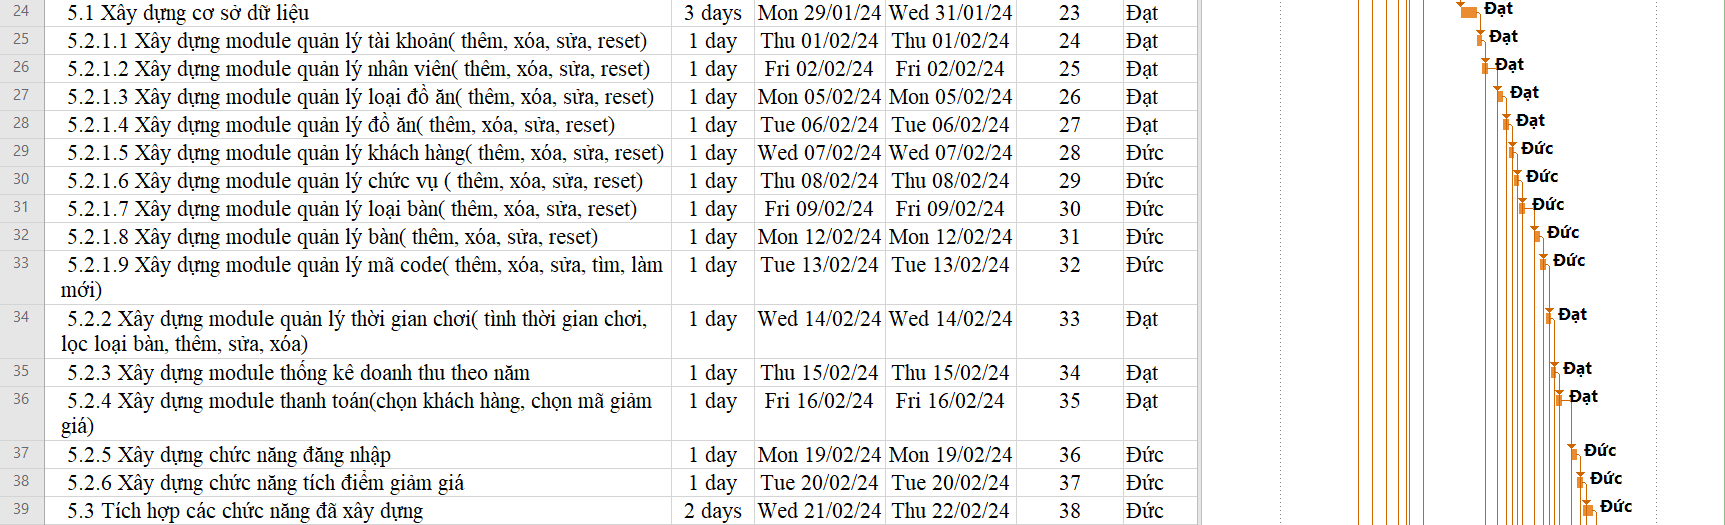 24 5.1 Xây dựng cơ sở dữ liệu 3 days Mon 29/01/24 Wed 31/01/24 23 Đạt Đạt
25 5.2.1.1 Xây dựng module quản lý tài khoản( thêm, xóa, sửa, reset) 1 day Thu 01/02/24 Thu 01/02/24 24 Đạt Đạt
26 5.2.1.2 Xây dựng module quản lý nhân viên( thêm, xóa, sửa, reset) 1 day Fri 02/02/24 Fri 02/02/24 25 Đạt Đạt
27 5.2.1.3 Xây dựng module quản lý loại đồ ăn( thêm, xóa, sửa, reset) 1 day Mon 05/02/24 Mon 05/02/24 26 Đạt Đạt
28 5.2.1.4 Xây dựng module quản lý đồ ăn( thêm, xóa, sửa, reset) 1 day Tue 06/02/24 Tue 06/02/24 27 Đạt Đạt
29 5.2.1.5 Xây dựng module quản lý khách hàng( thêm, xóa, sửa, reset) 1 day Wed 07/02/24 Wed 07/02/24 28 Đức Đức
30 5.2.1.6 Xây dựng module quản lý chức vụ ( thêm, xóa, sửa, reset) 1 day Thu 08/02/24 Thu 08/02/24 29 Đức Đức
31 5.2.1.7 Xây dựng module quản lý loại bàn( thêm, xóa, sửa, reset) 1 day Fri 09/02/24 Fri 09/02/24 30 Đức Đức
32 5.2.1.8 Xây dựng module quản lý bàn( thêm, xóa, sửa, reset) 1 day Mon 12/02/24 Mon 12/02/24 31 Đức Đức
33 5.2.1.9 Xây dựng module quản lý mã code( thêm, xóa, sửa, tìm, làm 1 day Tue 13/02/24 Tue 13/02/24 32 Đức Đức
mới)
34 5.2.2 Xây dựng module quản lý thời gian chơi( tình thời gian chơi, 1 day Wed 14/02/24 Wed 14/02/24 33 Đạt Đạt
lọc loại bàn, thêm, sửa, xóa)
35 5.2.3 Xây dựng module thống kê doanh thu theo năm 1 day Thu 15/02/24 Thu 15/02/24 34 Đạt Đạt
36 5.2.4 Xây dựng module thanh toán(chọn khách hàng, chọn mã giảm 1 day Fri 16/02/24 Fri 16/02/24 35 Đạt Đạt
giá)
37 5.2.5 Xây dựng chức năng đăng nhập 1 day Mon 19/02/24 Mon 19/02/24 36 Đức Đức
38 5.2.6 Xây dựng chức năng tích điểm giảm giá 1 day Tue 20/02/24 Tue 20/02/24 37 Đức Đức
39 5.3 Tích hợp các chức năng đã xây dựng 2 days Wed 21/02/24 Thu 22/02/24 38 Đức Đức